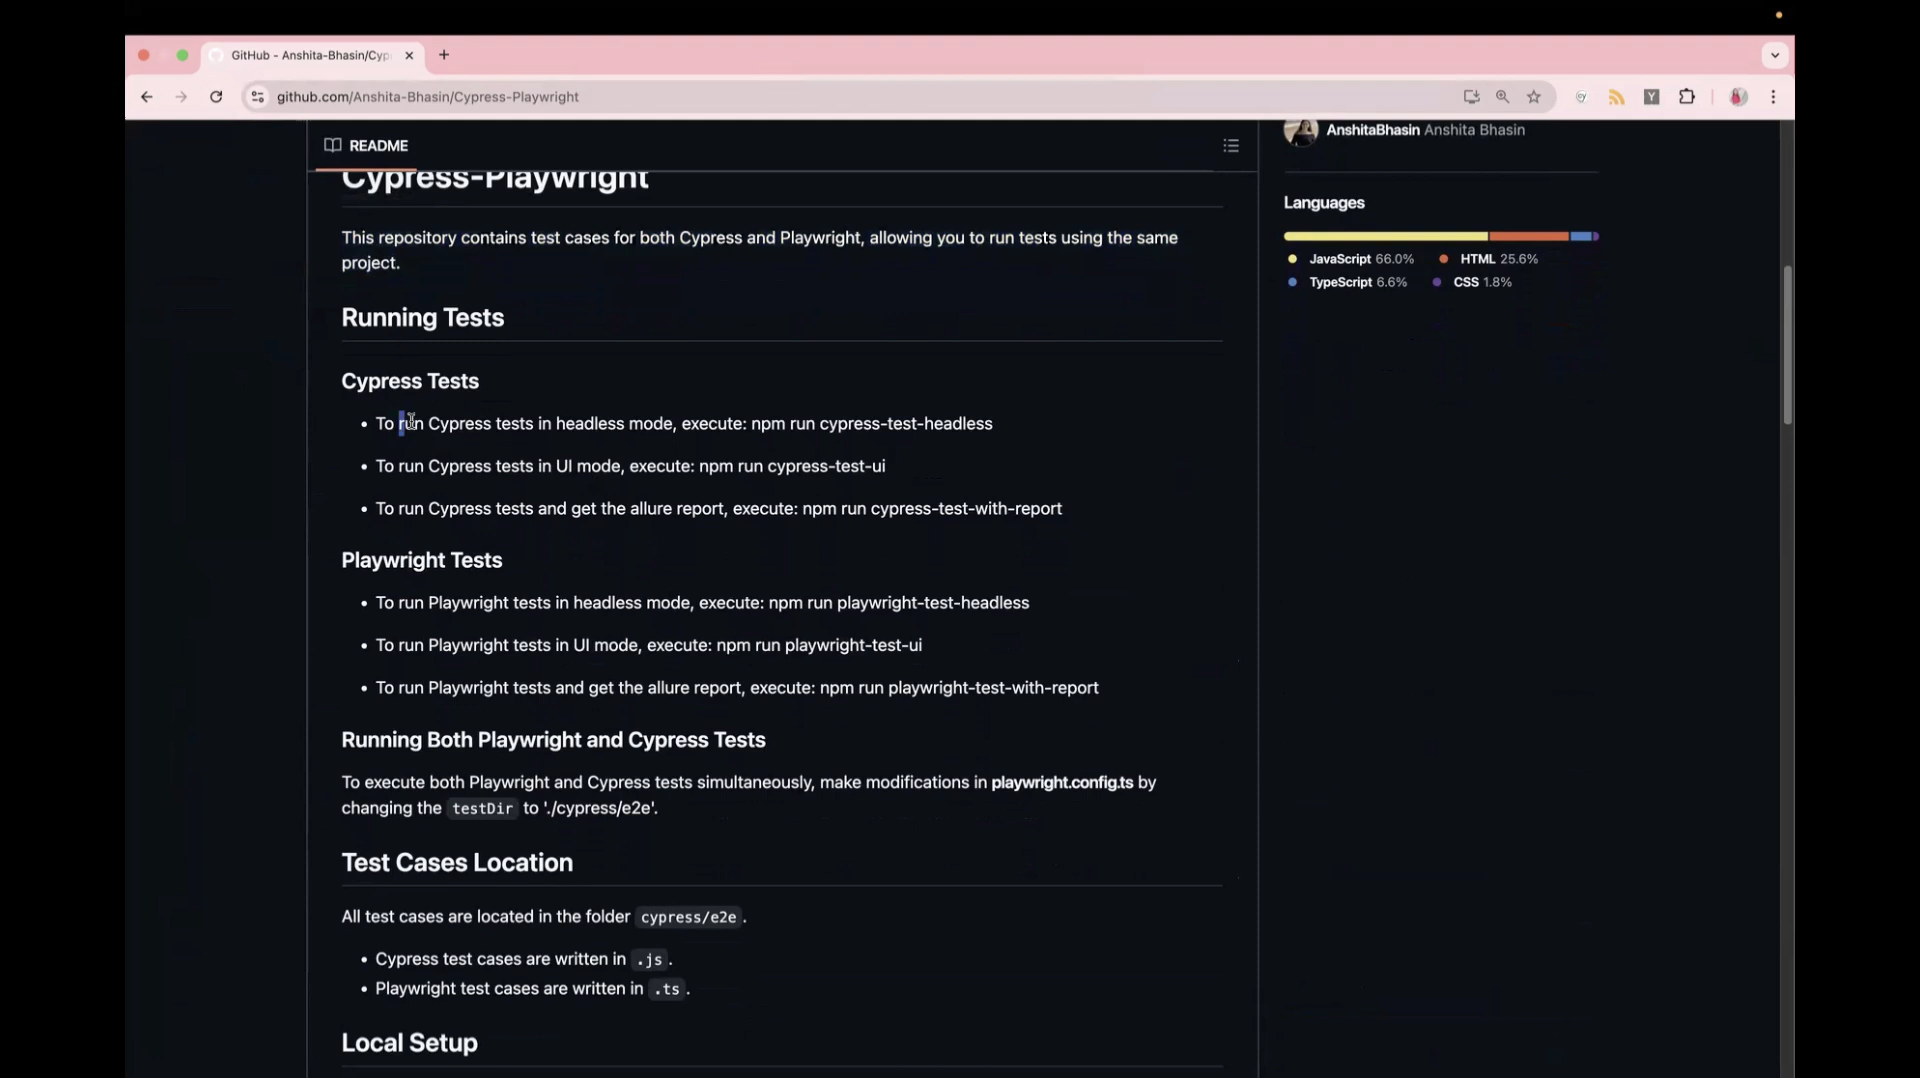 GitHub - Anshita-Bhasin/Cyp
github.com/Anshita-Bhasin/Cypress-Playwright
README
AnshitaBhasin Anshita Bhasin
Languages
JavaScript 66.0% HTML 25.6%
TypeScript 6.6% CSS 1.8%
Cypress-Playwright
This repository contains test cases for both Cypress and Playwright, allowing you to run tests using the same
project.
Running Tests
Cypress Tests
• To run Cypress tests in headless mode, execute: npm run cypress-test-headless
• To run Cypress tests in UI mode, execute: npm run cypress-test-ui
• To run Cypress tests and get the allure report, execute: npm run cypress-test-with-report
Playwright Tests
• To run Playwright tests in headless mode, execute: npm run playwright-test-headless
• To run Playwright tests in UI mode, execute: npm run playwright-test-ui
• To run Playwright tests and get the allure report, execute: npm run playwright-test-with-report
Running Both Playwright and Cypress Tests
To execute both Playwright and Cypress tests simultaneously, make modifications in playwright.config.ts by
changing the testDir to './cypress/e2e'.
Test Cases Location
All test cases are located in the folder cypress/e2e .
• Cypress test cases are written in .js .
• Playwright test cases are written in .ts .
Local Setup